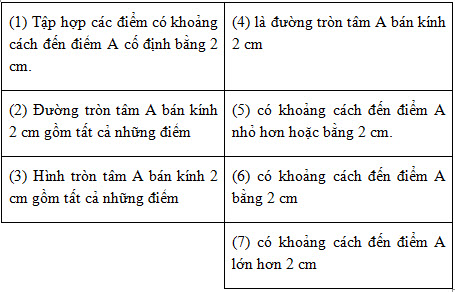 (1) Tập hợp các điểm có khoảng
cách đến điểm A cố định bằng 2
cm.
(4) là đường tròn tâm A bán kính
2 cm
(2) Đường tròn tâm A bán kính
2 cm gồm tất cả những điểm
(5) có khoảng cách đến điểm A
nhỏ hơn hoặc bằng 2 cm.
(3) Hình tròn tâm A bán kính 2
cm gồm tất cả những điểm
(6) có khoảng cách đến điểm A
bằng 2 cm
(7) có khoảng cách đến điểm A
lớn hơn 2 cm